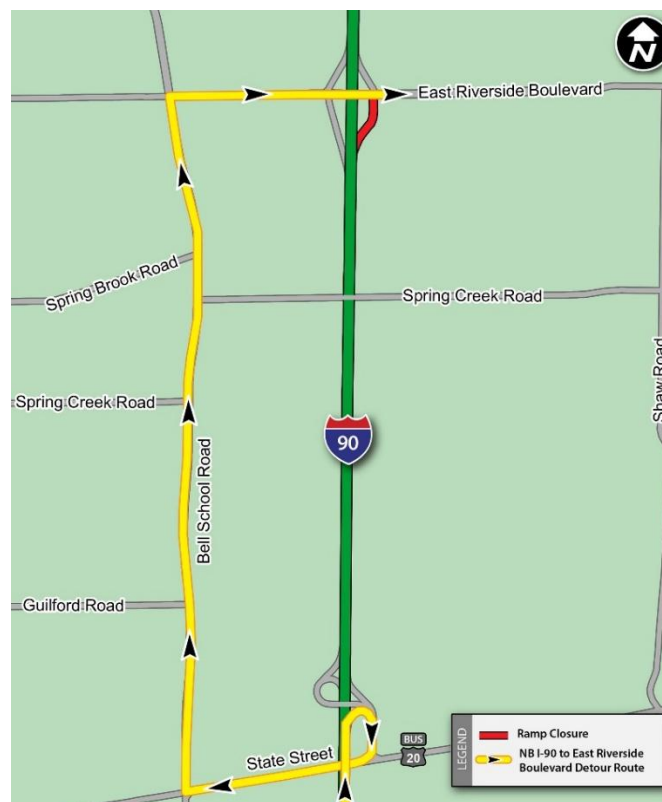 N
East Riverside Boulevard
Spring Brook Road
Spring Creek Road
Spring Creek Road
Shaw Road
90
Bell School Road
Guilford Road
State Street
BUS
20
LEGEND
Ramp Closure
NB I-90 to East Riverside
Boulevard Detour Route